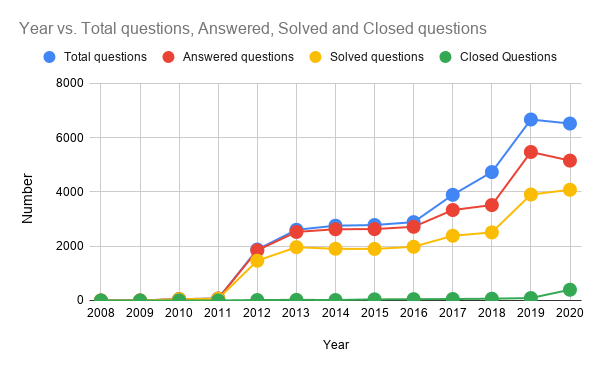 Year vs. Total questions, Answered, Solved and Closed questions
Total questions Answered questions Solved questions Closed Questions
8000
6000
4000
2000
0
Number
2008 2009 2010 2011 2012 2013 2014 2015 2016 2017 2018 2019 2020
Year